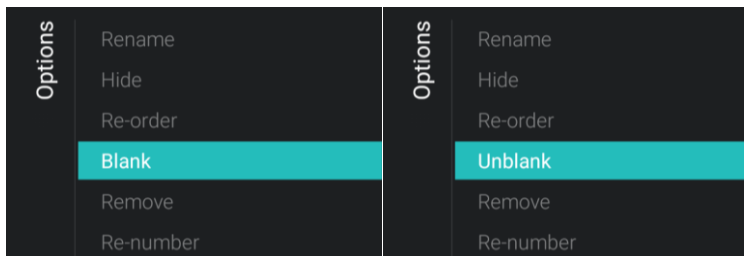 Options
Rename
Hide
Re-order
Blank
Remove
Re-number
Options
Rename
Hide
Re-order
Unblank
Remove
Re-number